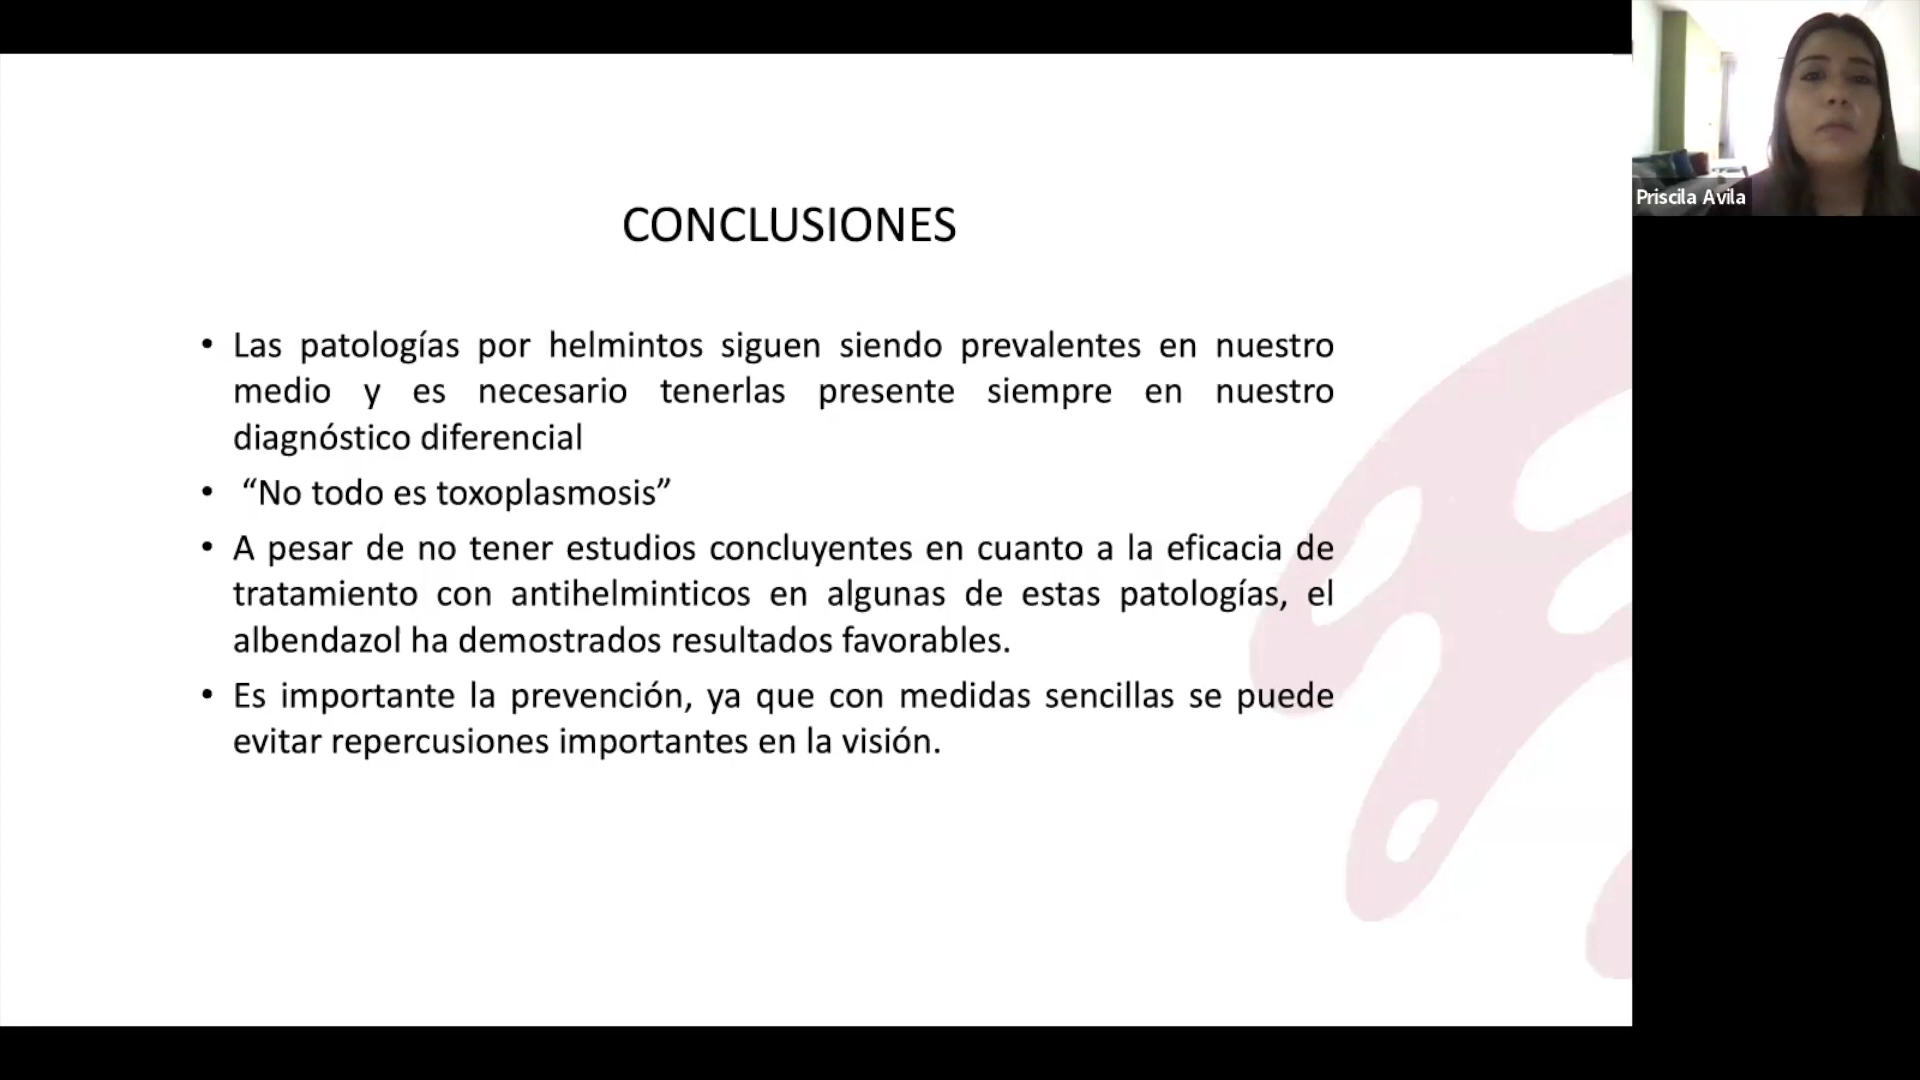 CONCLUSIONES
• Las patologías por helmintos siguen siendo prevalentes en nuestro
medio y es necesario tenerlas presente siempre en nuestro
diagnóstico diferencial
• “No todo es toxoplasmosis”
• A pesar de no tener estudios concluyentes en cuanto a la eficacia de
tratamiento con antihelminticos en algunas de estas patologías, el
albendazol ha demostrados resultados favorables.
• Es importante la prevención, ya que con medidas sencillas se puede
evitar repercusiones importantes en la visión.
Priscila Avila